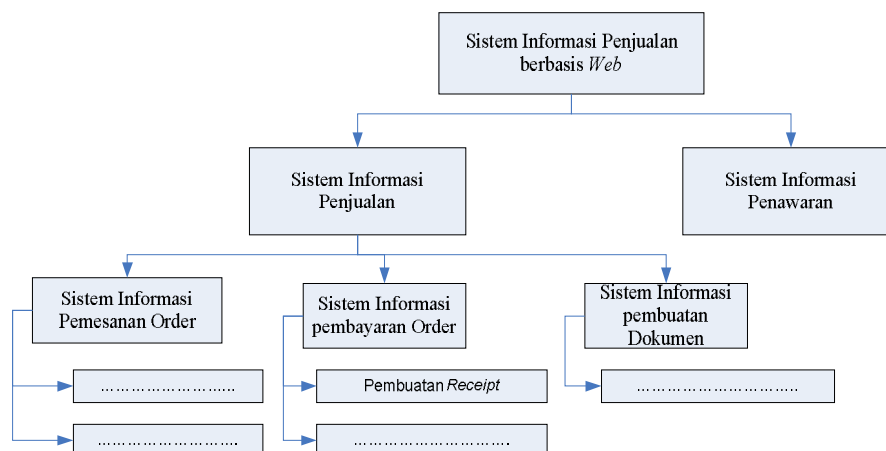 Sistem Informasi Penjualan
berbasis Web
Sistem Informasi
Penjualan
Sistem Informasi
Penawaran
Sistem Informasi
Pemesanan Order
Sistem Informasi
pembayaran Order
Sistem Informasi
pembuatan
Dokumen
……………………..
Pembuatan Receipt
…………………………..
……………………….
………………………….